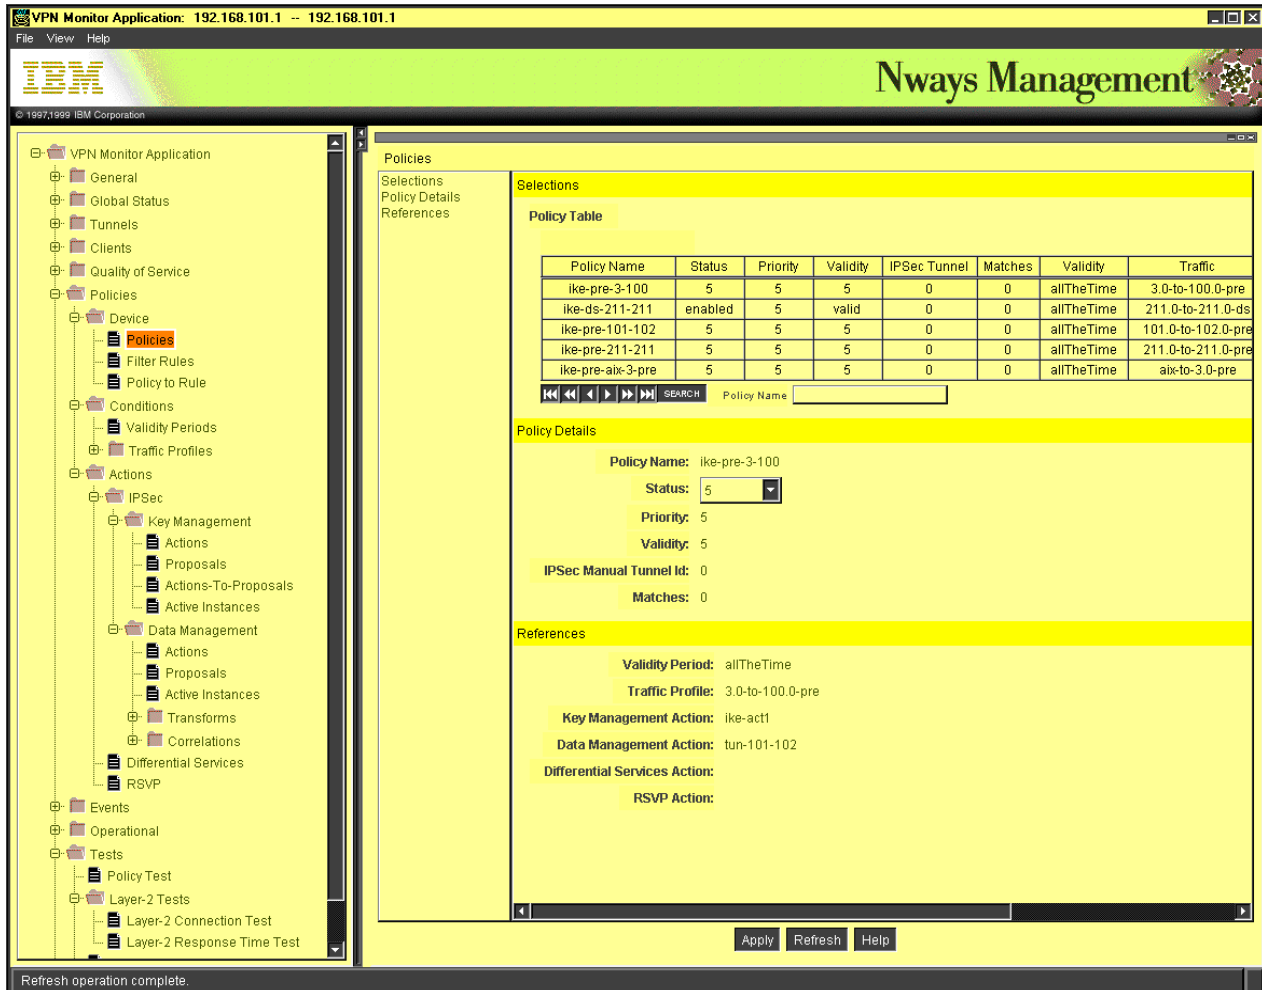 VPN Monitor Application: 192.168.101.1 -- 192.168.101.1
File View Help
IBM
Nways Management
© 1997,1999 IBM Corporation
VPN Monitor Application
General
Global Status
Tunnels
Clients
Quality of Service
Policies
Device
Policies
Filter Rules
Policy to Rule
Conditions
Validity Periods
Traffic Profiles
Actions
IPSec
Key Management
Actions
Proposals
Actions-To-Proposals
Active Instances
Data Management
Actions
Proposals
Active Instances
Transforms
Correlations
Differential Services
RSVP
Events
Operational
Tests
Policy Test
Layer-2 Tests
Layer-2 Connection Test
Layer-2 Response Time Test
Policies
Selections
Policy Details
References
Selections
Policy Table
Policy Name Status Priority Validity IPSec Tunnel Matches Validity Traffic
ike-pre-3-100 5 5 5 0 0 allTheTime 3.0-to-100.0-pre
ike-ds-211-211 enabled 5 valid 0 0 allTheTime 211.0-to-211.0-ds
ike-pre-101-102 5 5 5 0 0 allTheTime 101.0-to-102.0-pre
ike-pre-211-211 5 5 5 0 0 allTheTime 211.0-to-211.0-pre
ike-pre-aix-3-pre 5 5 5 0 0 allTheTime aix-to-3.0-pre
SEARCH Policy Name
Policy Details
Policy Name: ike-pre-3-100
Status: 5
Priority: 5
Validity: 5
IPSec Manual Tunnel Id: 0
Matches: 0
References
Validity Period: allTheTime
Traffic Profile: 3.0-to-100.0-pre
Key Management Action: ike-act1
Data Management Action: tun-101-102
Differential Services Action:
RSVP Action:
Apply Refresh Help
Refresh operation complete.